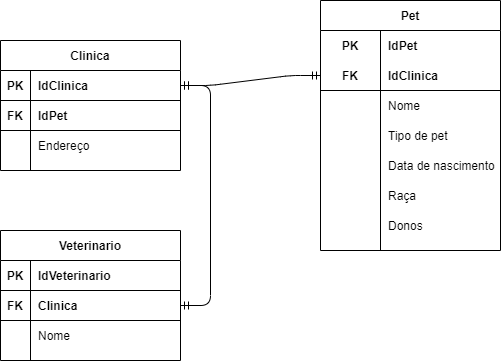 Clinica
PK IdClinica
FK IdPet
Endereço
Pet
PK IdPet
FK IdClinica
Nome
Tipo de pet
Data de nascimento
Raça
Donos
Veterinario
PK IdVeterinario
FK Clinica
Nome